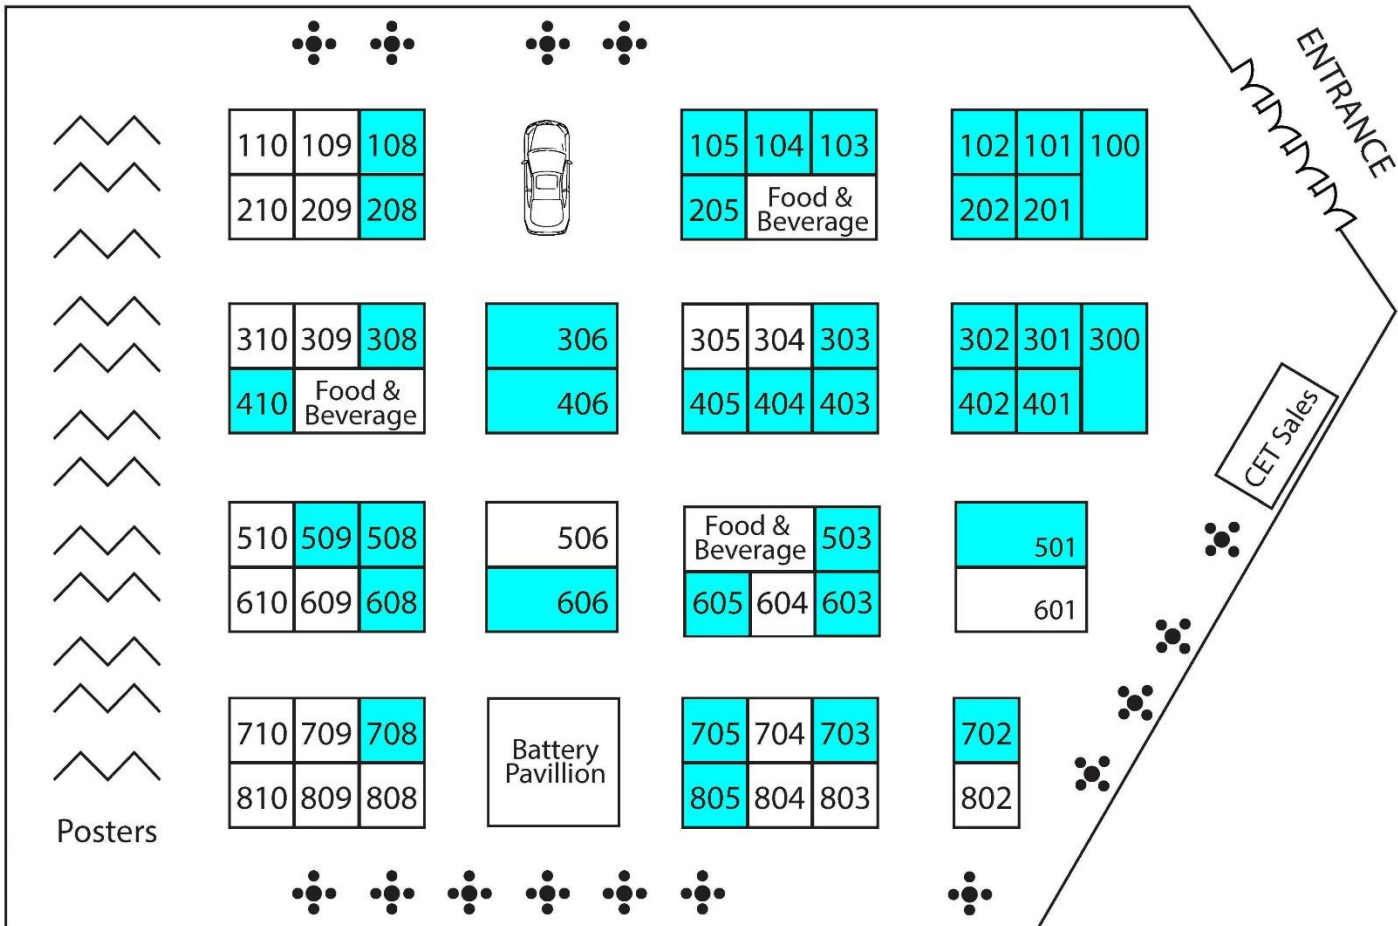 ENTRANCE
110 109 108
105 104 103
102 101 100
210 209 208
205 Food &
Beverage
202 201
310 309 308
306
305 304 303
302 301 300
410 Food &
Beverage
406
405 404 403
402 401
CET Sales
510 509 508
506
Food &
Beverage 503
501
610 609 608
606
605 604 603
601
710 709 708
Battery
Pavillion
705 704 703
702
810 809 808
805 804 803
802
Posters